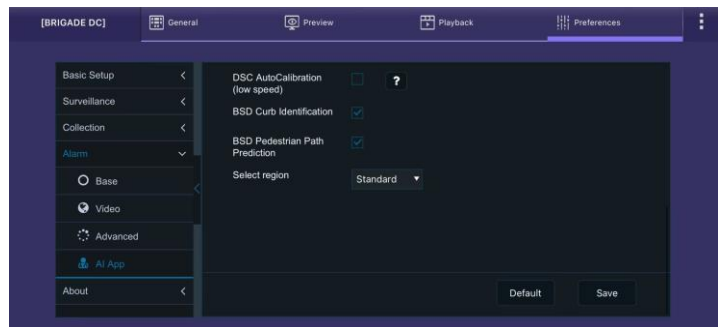 [BRIGADE DC]
General
Preview
Playback
Preferences
Basic Setup
Surveillance
Collection
Alarm
Base
Video
Advanced
AI App
About
DSC AutoCalibration
(low speed)
?
BSD Curb Identification
BSD Pedestrian Path
Prediction
Select region
Standard
Default
Save